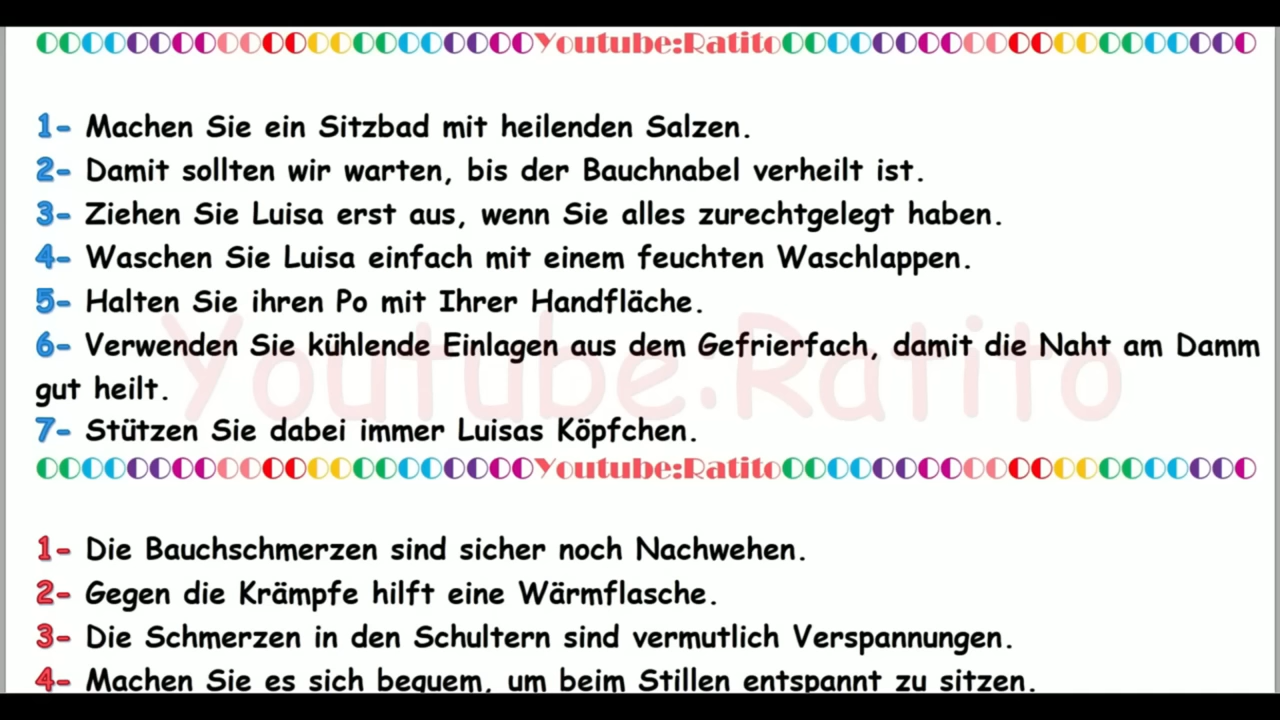 Youtube:Ratito
1- Machen Sie ein Sitzbad mit heilenden Salzen.
2- Damit sollten wir warten, bis der Bauchnabel verheilt ist.
3- Ziehen Sie Luisa erst aus, wenn Sie alles zurechtgelegt haben.
4- Waschen Sie Luisa einfach mit einem feuchten Waschlappen.
5- Halten Sie ihren Po mit Ihrer Handfläche.
6- Verwenden Sie kühlende Einlagen aus dem Gefrierfach, damit die Naht am Damm
gut heilt.
Youtube:Ratito
7- Stützen Sie dabei immer Luisas Köpfchen.
Youtube:Ratito
1- Die Bauchschmerzen sind sicher noch Nachwehen.
2- Gegen die Krämpfe hilft eine Wärmflasche.
3- Die Schmerzen in den Schultern sind vermutlich Verspannungen.
4- Machen Sie es sich bequem, um beim Stillen entspannt zu sitzen.